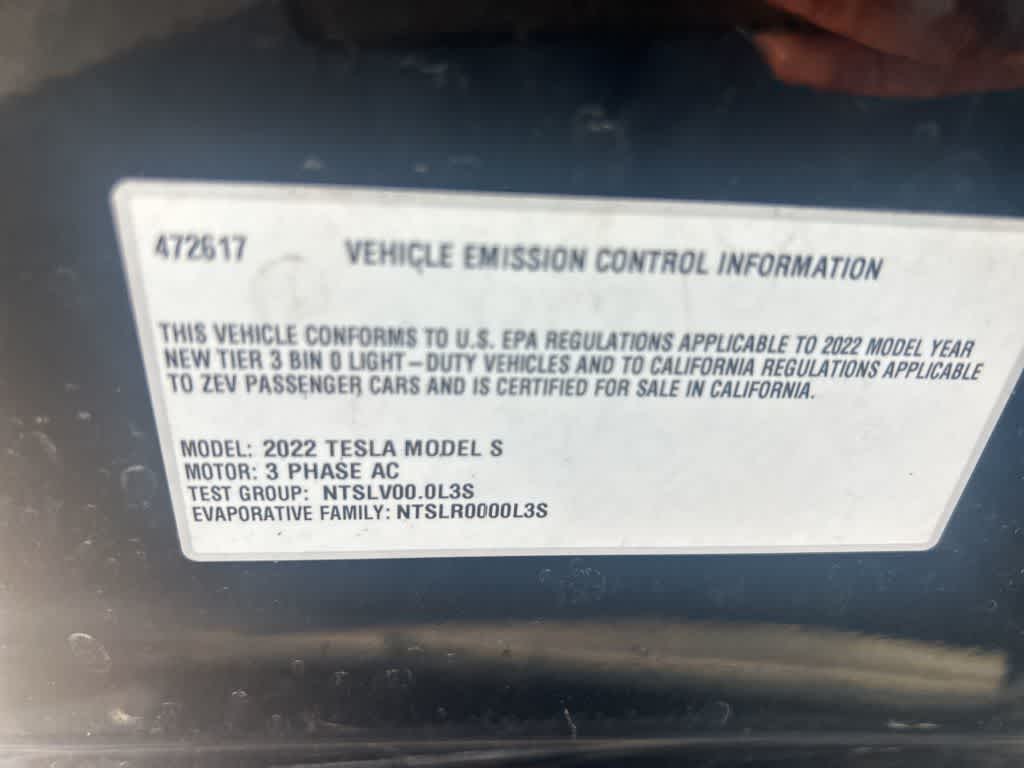 472617 VEHICLE EMISSION CONTROL INFORMATION
THIS VEHICLE CONFORMS TO U.S. EPA REGULATIONS APPLICABLE TO 2022 MODEL YEAR
NEW TIER 3 BIN 0 LIGHT-DUTY VEHICLES AND TO CALIFORNIA REGULATIONS APPLICABLE
TO ZEV PASSENGER CARS AND IS CERTIFIED FOR SALE IN CALIFORNIA.
MODEL: 2022 TESLA MODEL S
MOTOR: 3 PHASE AC
TEST GROUP: NTSLV00.0L3S
EVAPORATIVE FAMILY: NTSLR0000L3S